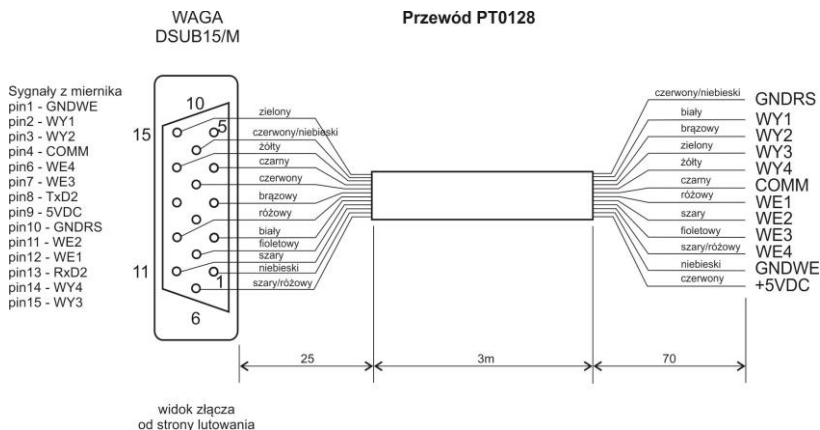 WAGA
DSUB15/M
Przewód PT0128
Sygnały z miernika
pin1 - GNDWE
pin2 - WY1
pin3 - WY2
pin4 - COMM
pin6 - WE4
pin7 - WE3
pin8 - TxD2
pin9 - 5VDC
pin10 - GNDRS
pin11 - WE2
pin12 - WE1
pin13 - RxD2
pin14 - WY4
pin15 - WY3
10
15
5
11
1
6
zielony
czerwony/niebieski
żółty
czarny
czerwony
brązowy
różowy
biały
fioletowy
szary
niebieski
szary/różowy
czerwony/niebieski GNDRS
biały WY1
brązowy WY2
zielony WY3
żółty WY4
czarny COMM
różowy WE1
szary WE2
fioletowy WE3
szary/różowy WE4
niebieski GNDWE
czerwony +5VDC
25
3m
70
widok złącza
od strony lutowania